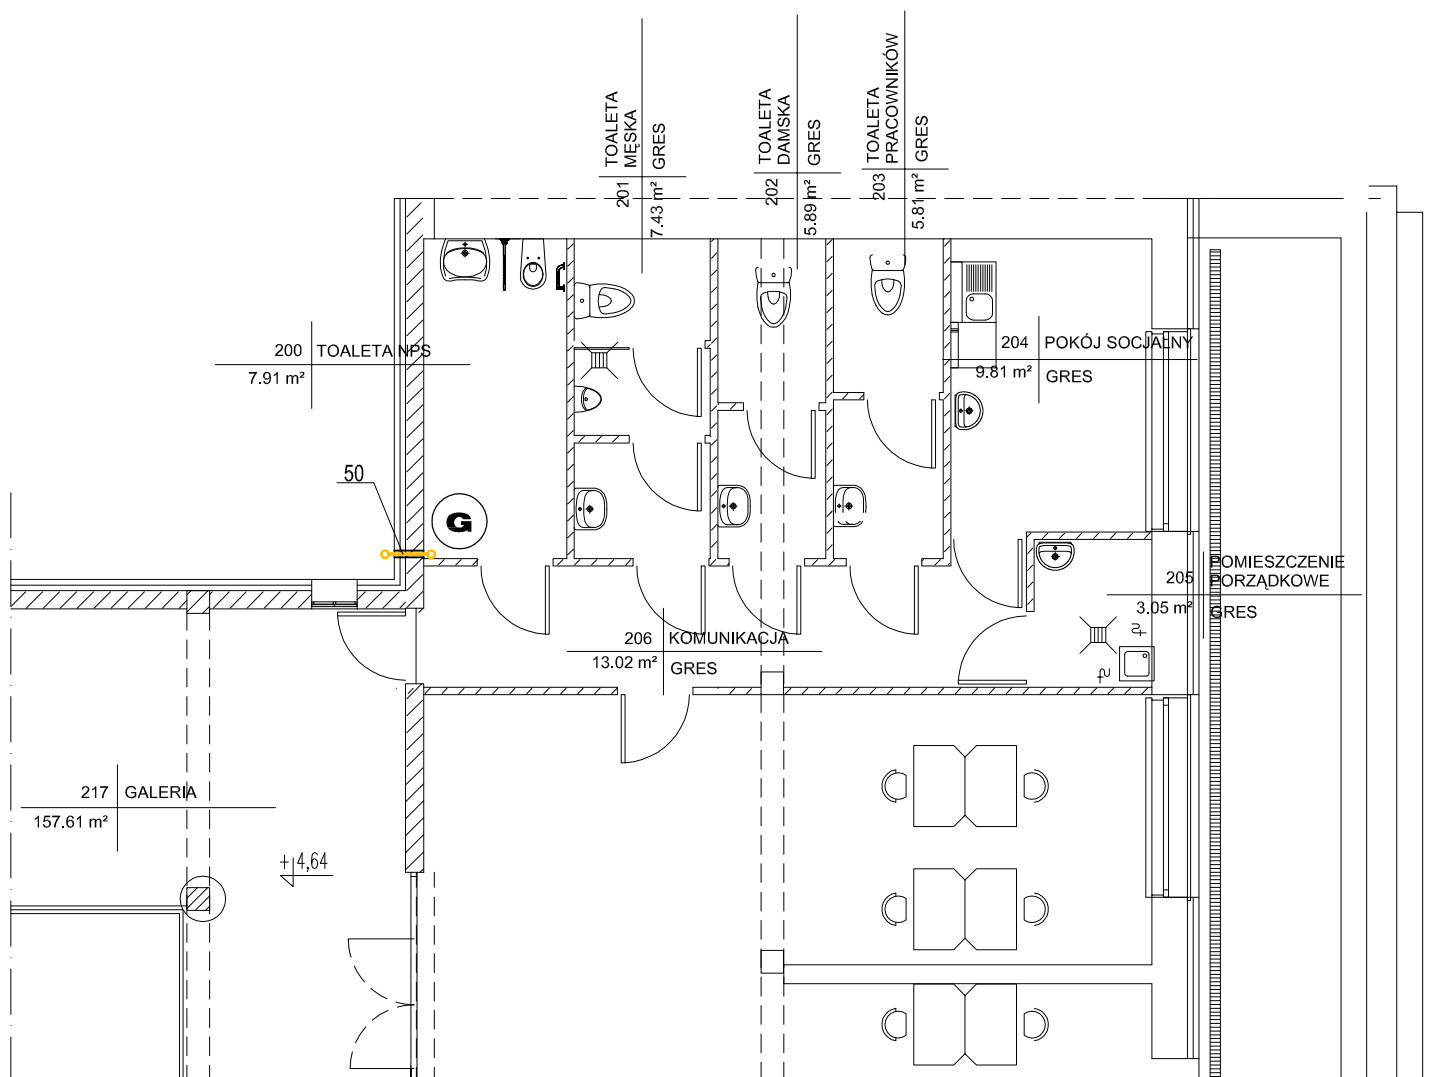 TOALETA
MĘSKA
GRES
201
7.43 m²
TOALETA
DAMSKA
GRES
202
5.89 m²
TOALETA
PRACOWNIKÓW
GRES
203
5.81 m²
200 TOALETA NPS
7.91 m²
204 POKÓJ SOCJALNY
9.81 m² GRES
50
G
205 POMIESZCZENIE
PORZĄDKOWE
3.05 m² GRES
206 KOMUNIKACJA
13.02 m² GRES
217 GALERIA
157.61 m²
+4,64